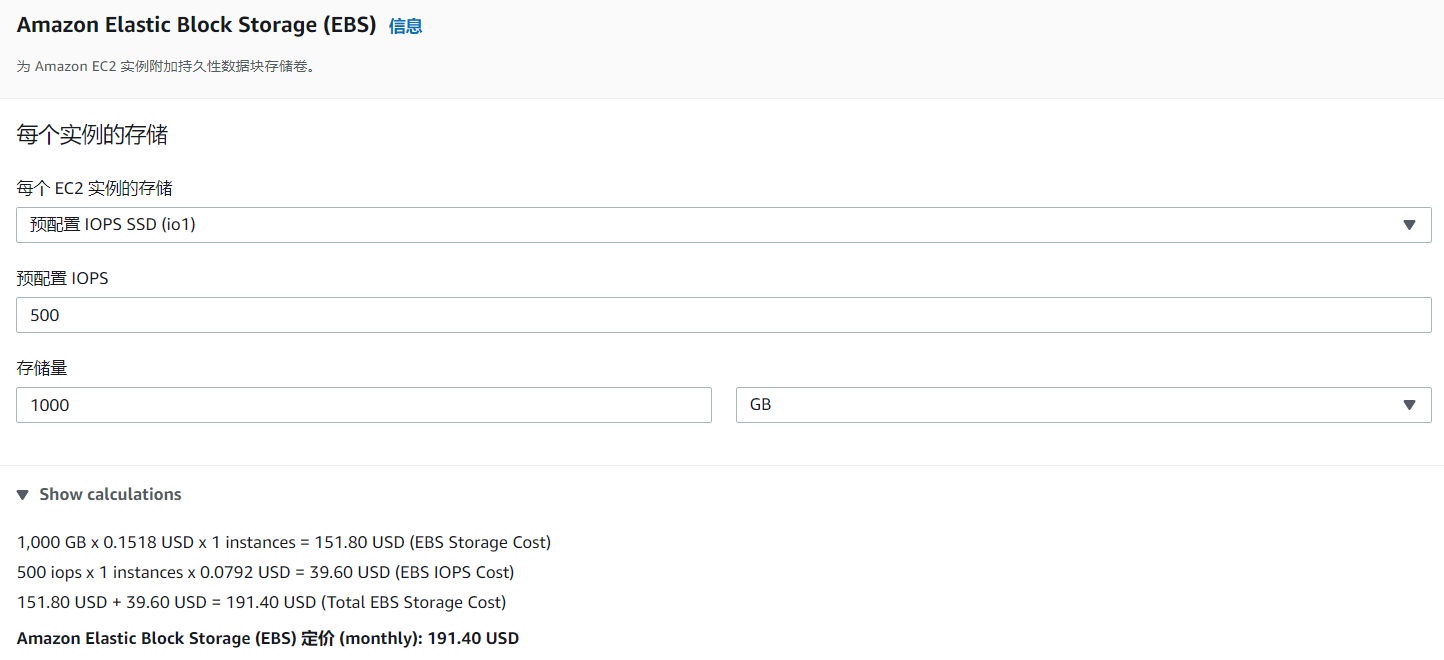 Amazon Elastic Block Storage (EBS) 信息
为 Amazon EC2 实例附加持久性数据块存储卷。
每个实例的存储
每个 EC2 实例的存储
预配置 IOPS SSD (io1)
预配置 IOPS
500
存储量
1000
GB
Show calculations
1,000 GB x 0.1518 USD x 1 instances = 151.80 USD (EBS Storage Cost)
500 iops x 1 instances x 0.0792 USD = 39.60 USD (EBS IOPS Cost)
151.80 USD + 39.60 USD = 191.40 USD (Total EBS Storage Cost)
Amazon Elastic Block Storage (EBS) 定价 (monthly): 191.40 USD